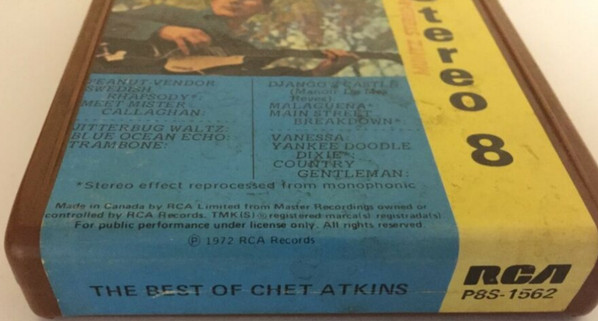 PEANUT VENDOR
SWEDISH
RHAPSODY*:
MEET MISTER
CALLAGHAN:
JITTERBUG WALTZ:
BLUE OCEAN ECHO:
TRAMBONE:
DJANGO'S CASTLE
(Manoir De Mes
Reves)
MALAGUENA*
MAIN STREET
BREAKDOWN*
VANESSA:
YANKEE DOODLE
DIXIE*:
COUNTRY
GENTLEMAN:
*Stereo effect reprocessed from monophonic
Made in Canada by RCA Limited from Master Recordings owned or
controlled by RCA Records. TMK(S) ® registered marca(s) registrada(s)
For public performance under license only. All rights reserved
℗ 1972 RCA Records
THE BEST OF CHET ATKINS
stereo 8
RCA
P8S-1562